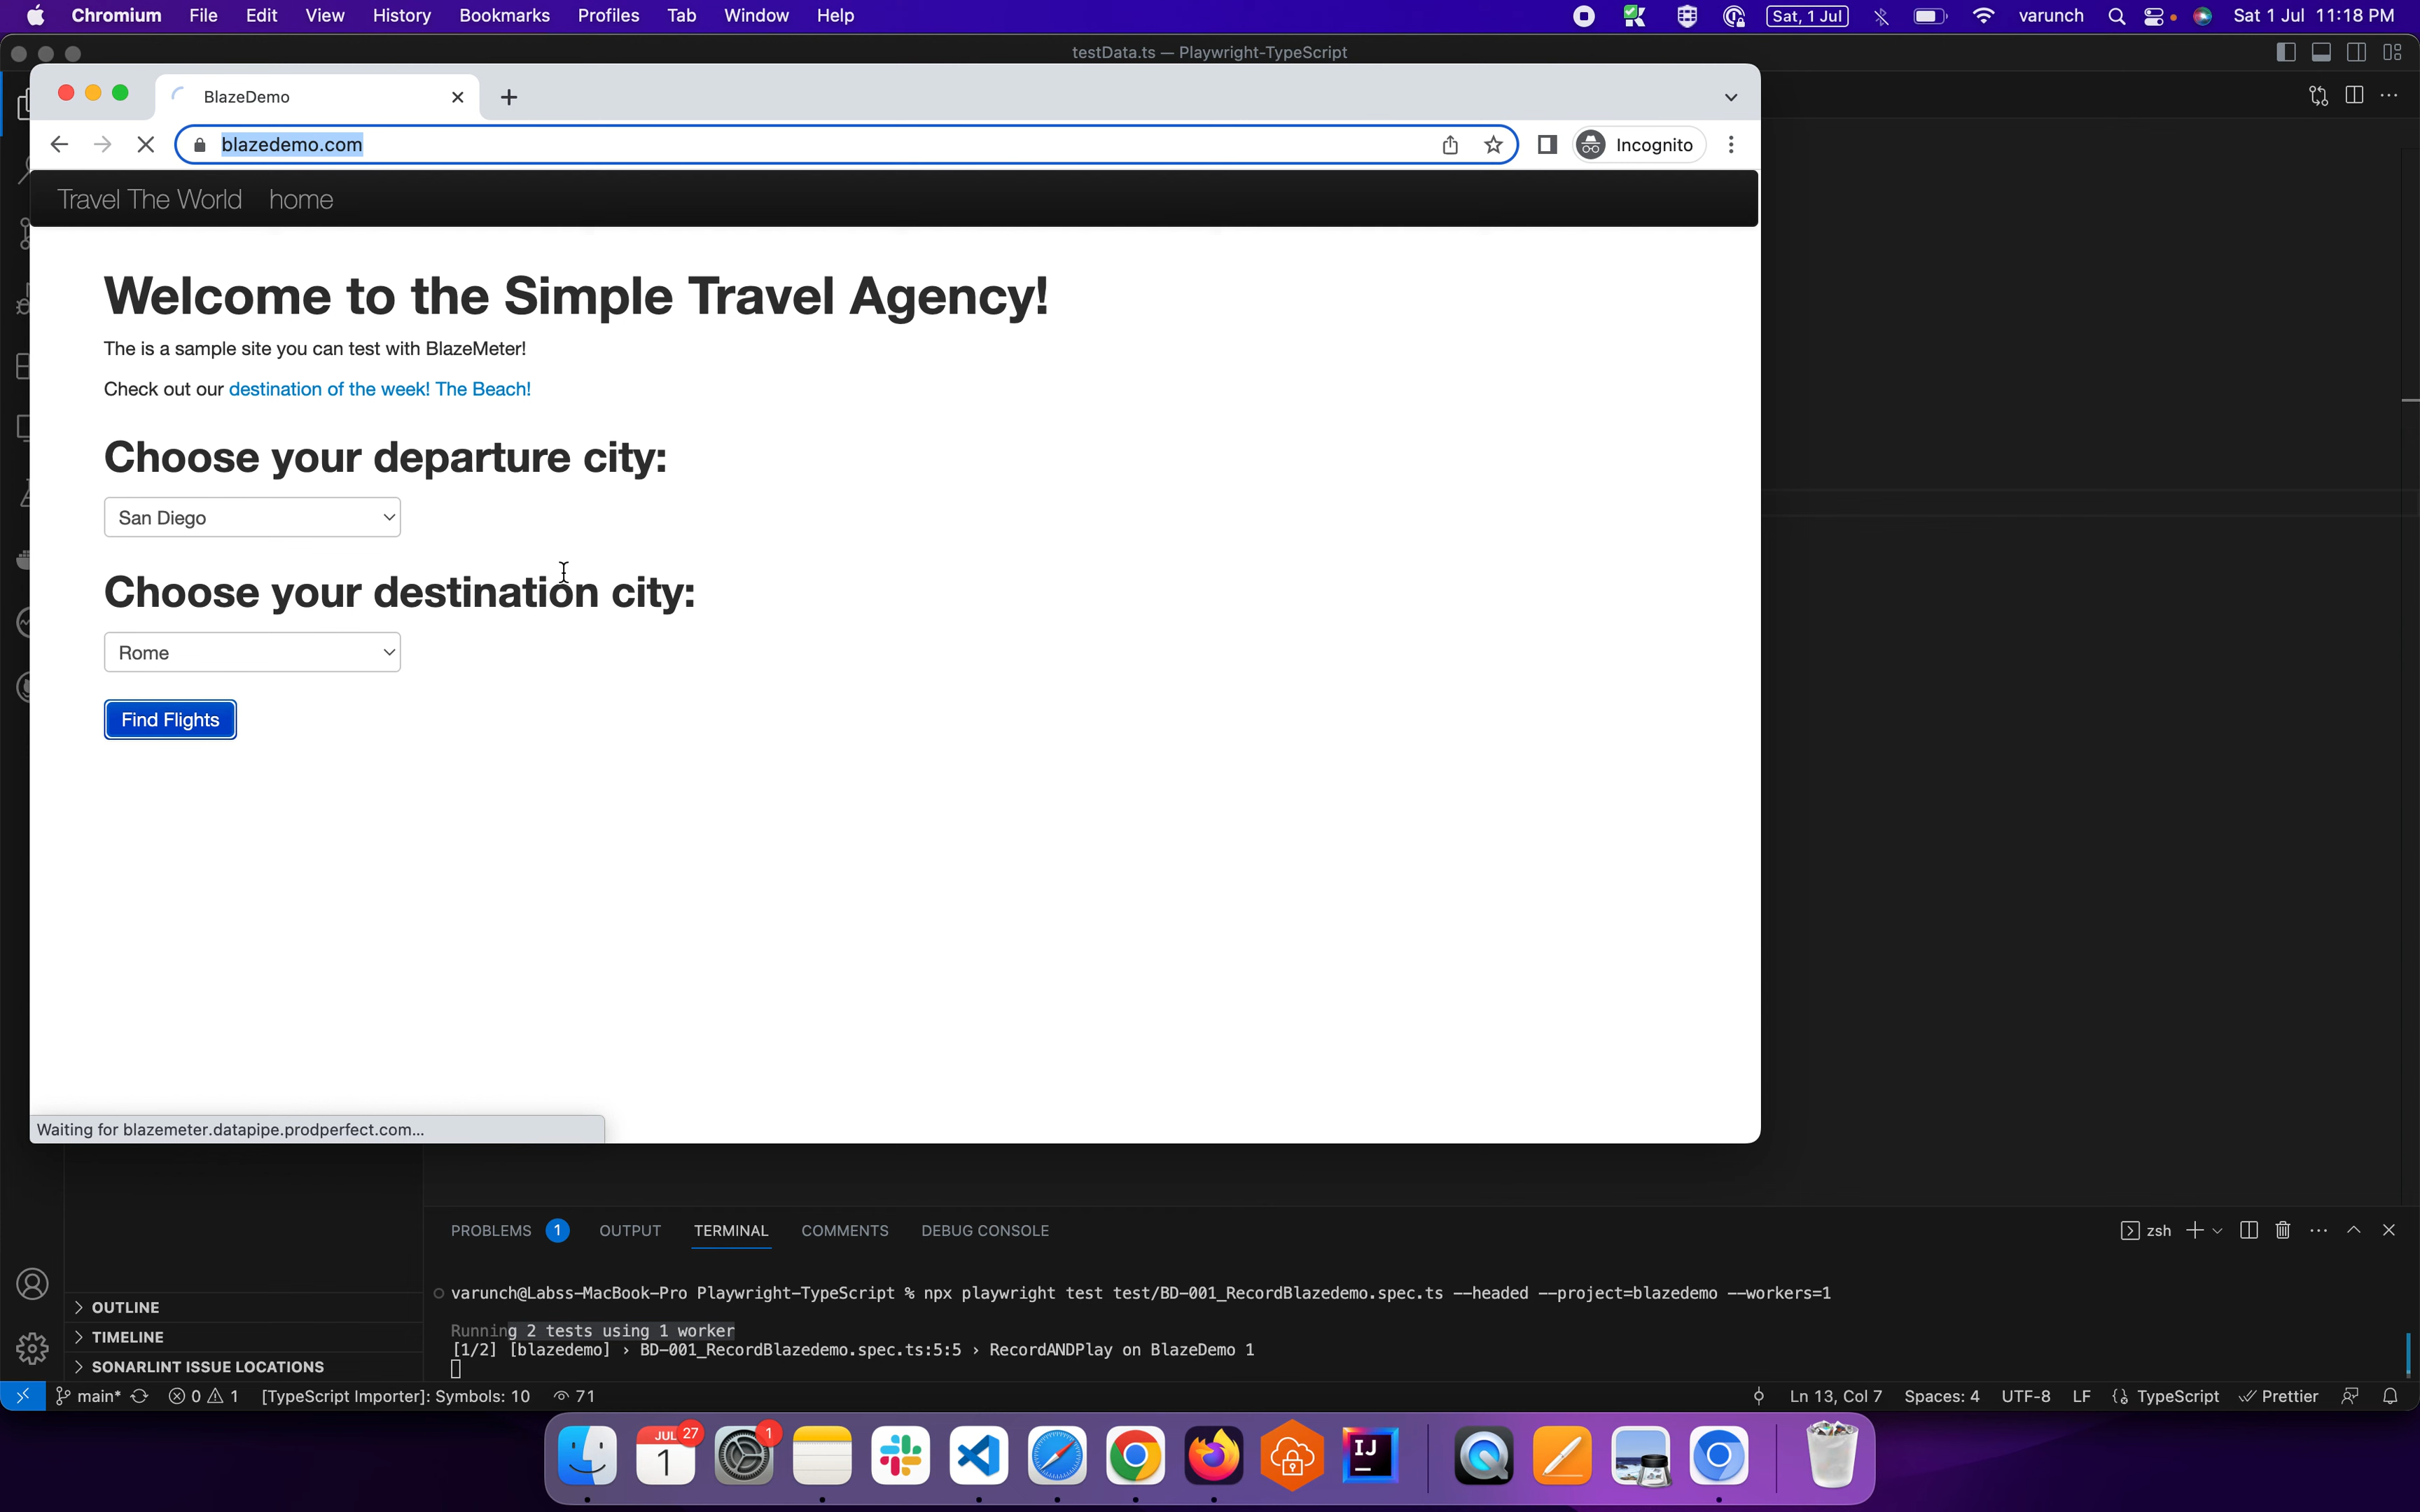 Chromium File Edit View History Bookmarks Profiles Tab Window Help Sat, 1 Jul varunch Sat 1 Jul 11:18 PM
testData.ts — Playwright-TypeScript
BlazeDemo
blazedemo.com Incognito
Travel The World home
Welcome to the Simple Travel Agency!
The is a sample site you can test with BlazeMeter!
Check out our destination of the week! The Beach!
Choose your departure city:
San Diego
Choose your destination city:
Rome
Find Flights
Waiting for blazemeter.datapipe.prodperfect.com...
PROBLEMS 1 OUTPUT TERMINAL COMMENTS DEBUG CONSOLE zsh
varunch@Labss-MacBook-Pro Playwright-TypeScript % npx playwright test test/BD-001_RecordBlazedemo.spec.ts --headed --project=blazedemo --workers=1
Running 2 tests using 1 worker
[1/2] [blazedemo] › BD-001_RecordBlazedemo.spec.ts:5:5 › RecordANDPlay on BlazeDemo 1
OUTLINE
TIMELINE
SONARLINT ISSUE LOCATIONS
main* 0 1 [TypeScript Importer]: Symbols: 10 71 Ln 13, Col 7 Spaces: 4 UTF-8 LF TypeScript Prettier
JUL 27
1
1
IJ